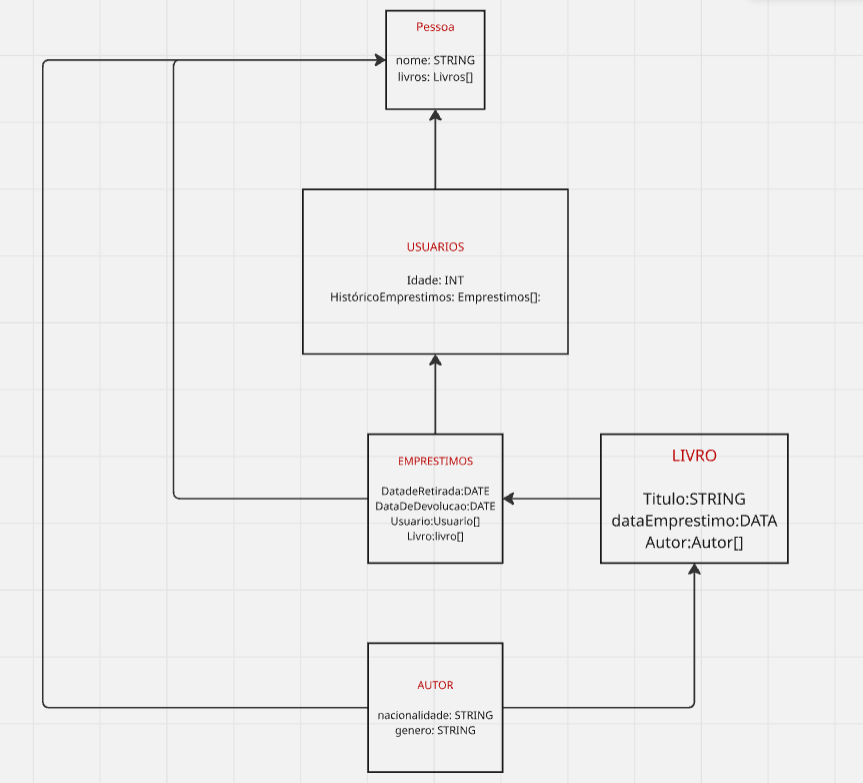 Pessoa
nome: STRING
livros: Livros[]
USUARIOS
Idade: INT
HistóricoEmprestimos: Emprestimos[]:
EMPRESTIMOS
DatadeRetirada:DATE
DataDeDevolucao:DATE
Usuario:Usuarlo[]
Livro:livro[]
LIVRO
Titulo:STRING
dataEmprestimo:DATA
Autor:Autor[]
AUTOR
nacionalidade: STRING
genero: STRING